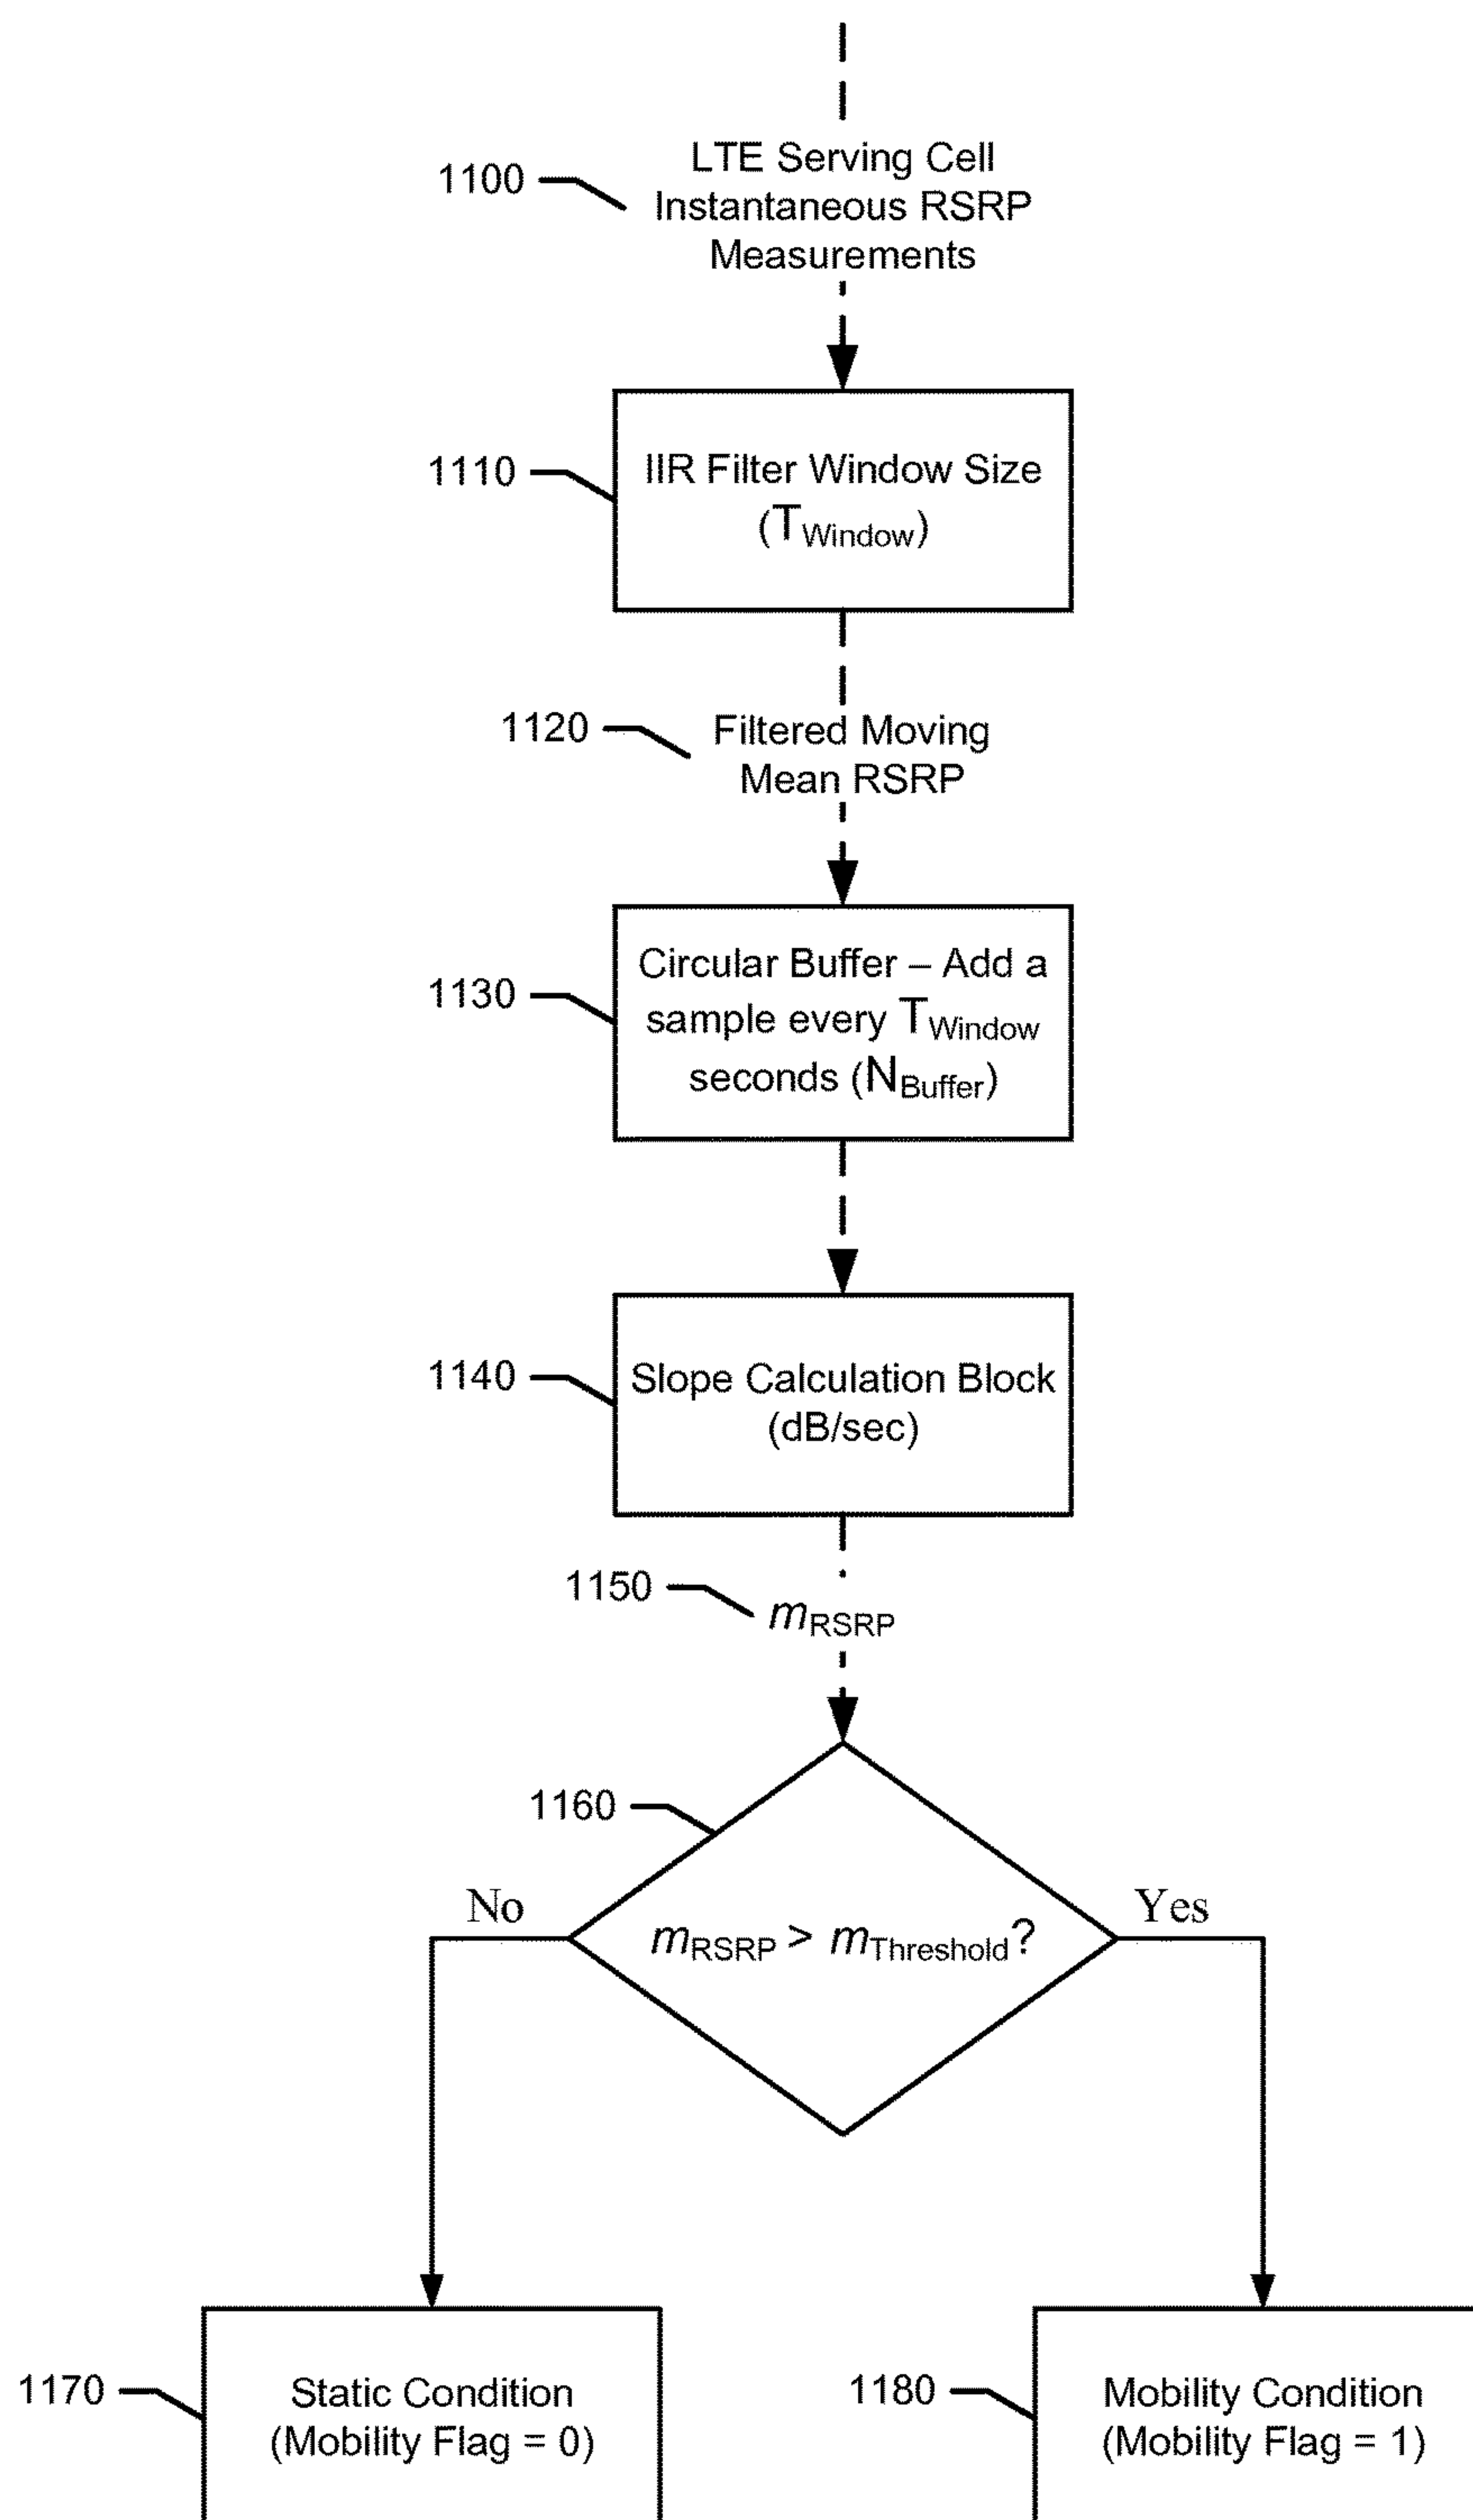 LTE Serving Cell
1100
Instantaneous RSRP
Measurements
1110
IIR Filter Window Size
(TWindow)
1120
Filtered Moving
Mean RSRP
1130
Circular Buffer – Add a
sample every TWindow
seconds (NBuffer)
1140
Slope Calculation Block
(dB/sec)
1150
mRSRP
1160
No
Yes
mRSRP > mThreshold?
1170
Static Condition
(Mobility Flag = 0)
1180
Mobility Condition
(Mobility Flag = 1)